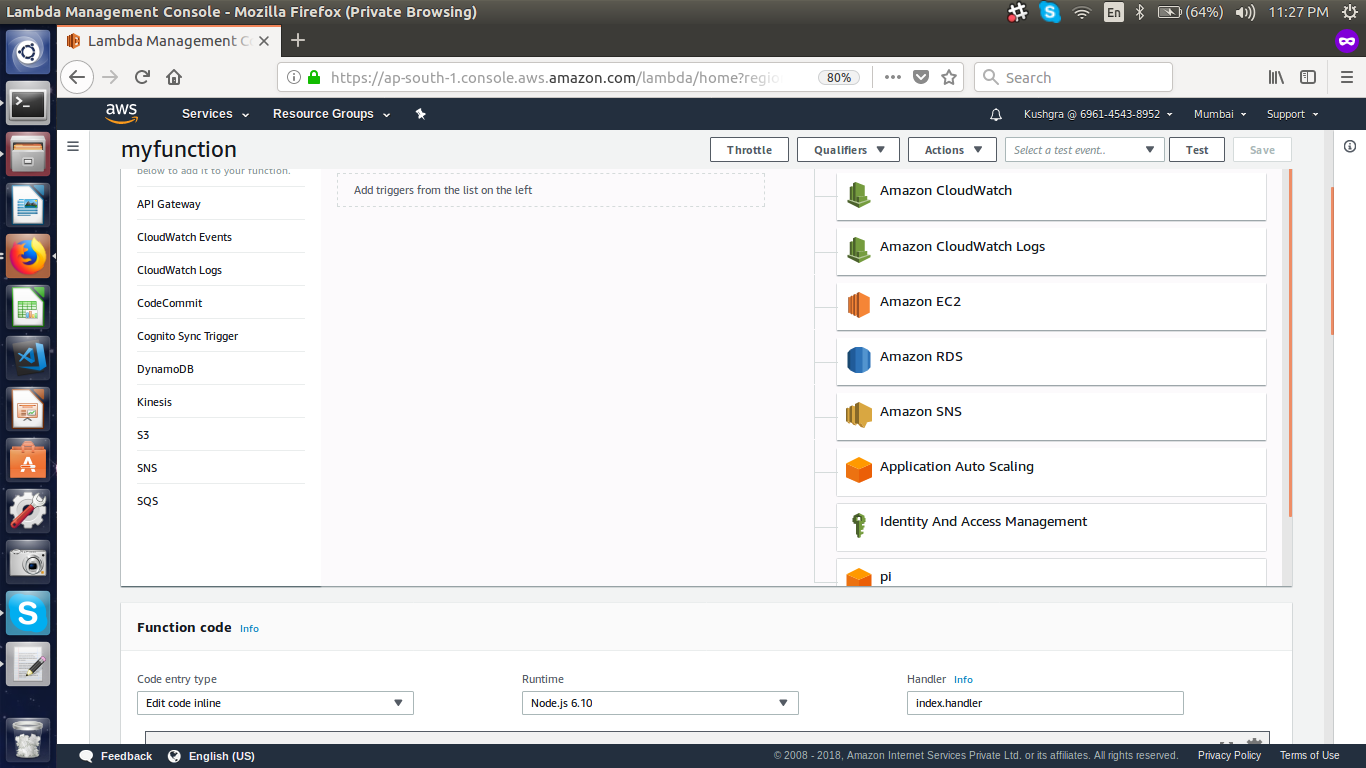 Lambda Management Console - Mozilla Firefox (Private Browsing)
En
(64%)
11:27 PM
Lambda Management C
https://ap-south-1.console.aws.amazon.com/lambda/home?regio
80%
Search
aws
Services
Resource Groups
Kushgra @ 6961-4543-8952
Mumbai
Support
myfunction
Throttle
Qualifiers
Actions
Select a test event..
Test
Save
below to add it to your function.
API Gateway
CloudWatch Events
CloudWatch Logs
CodeCommit
Cognito Sync Trigger
DynamoDB
Kinesis
S3
SNS
SQS
Add triggers from the list on the left
Amazon CloudWatch
Amazon CloudWatch Logs
Amazon EC2
Amazon RDS
Amazon SNS
Application Auto Scaling
Identity And Access Management
pi
Function code Info
Code entry type
Edit code inline
Runtime
Node.js 6.10
Handler Info
index.handler
Feedback
English (US)
© 2008 - 2018, Amazon Internet Services Private Ltd. or its affiliates. All rights reserved.
Privacy Policy
Terms of Use